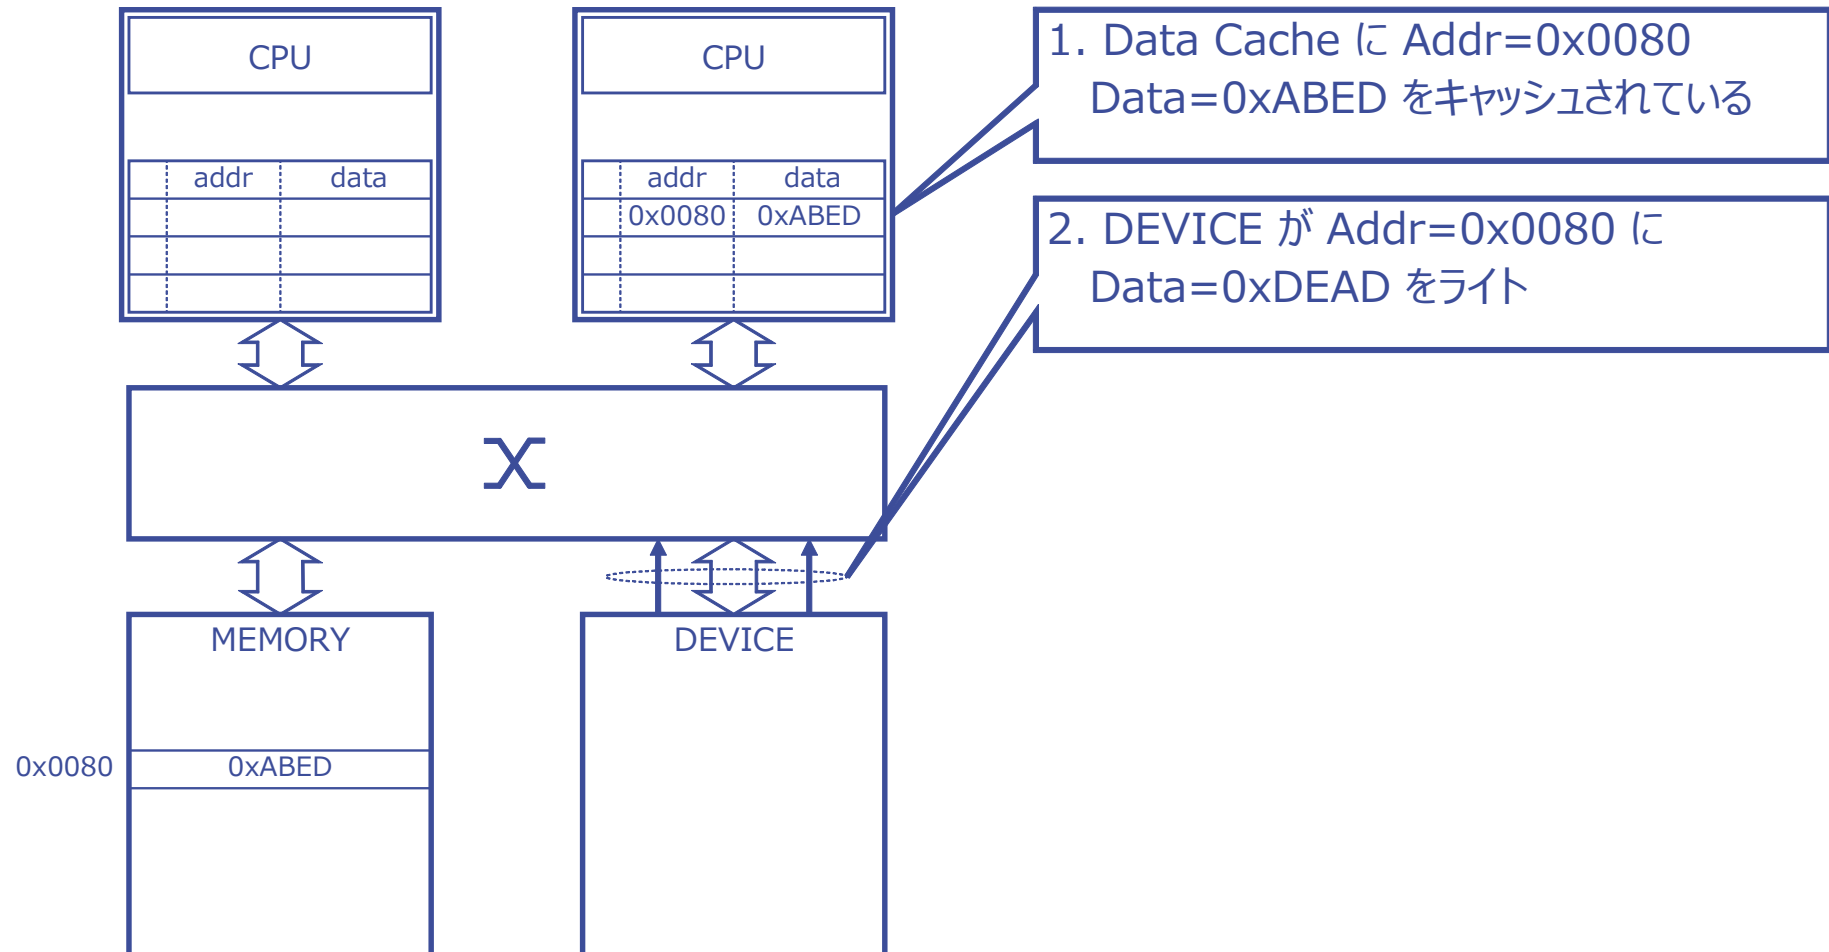 CPU
addr data
CPU
addr data
0x0080 0xABED
1. Data Cache に Addr=0x0080
Data=0xABED をキャッシュされている
2. DEVICE が Addr=0x0080 に
Data=0xDEAD をライト
MEMORY
0x0080 0xABED
DEVICE